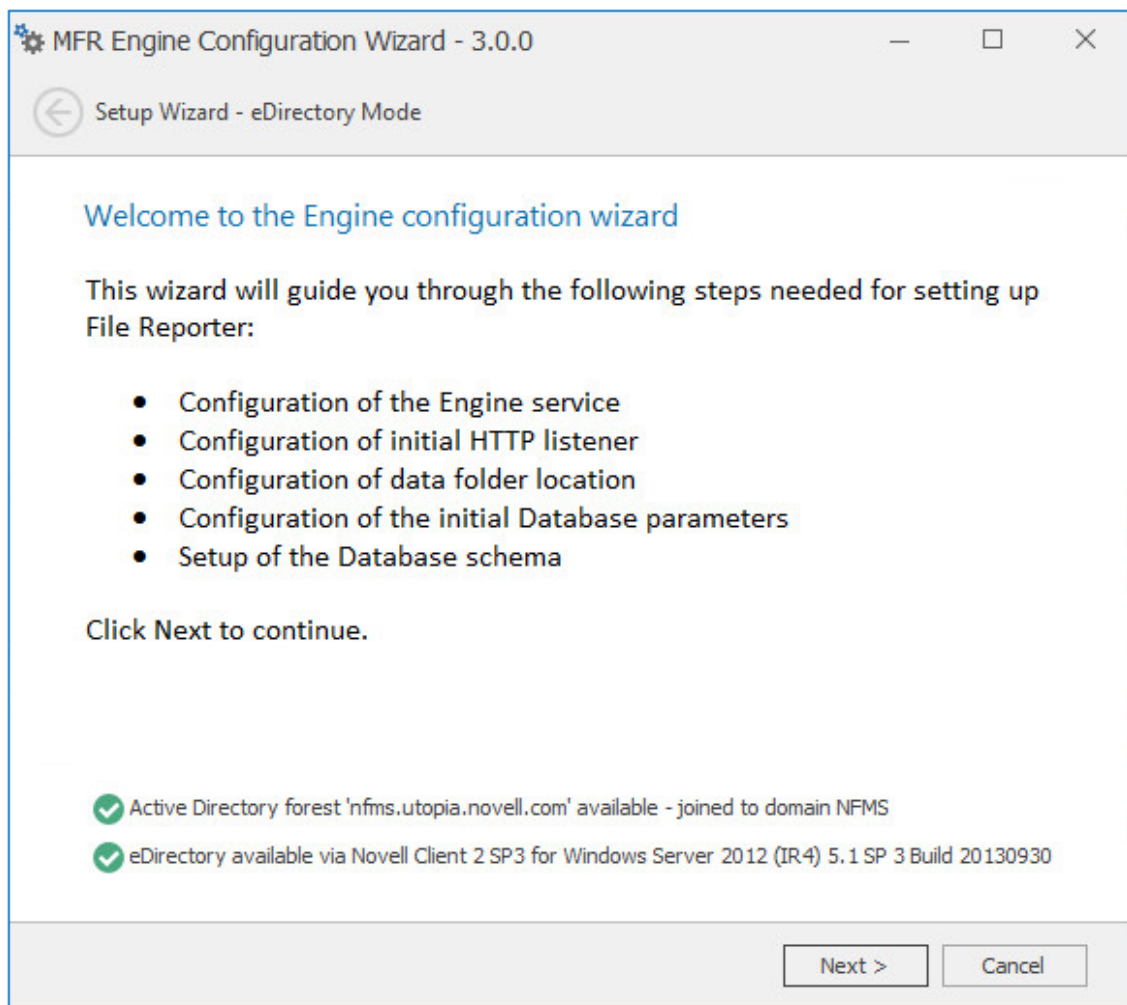 MFR Engine Configuration Wizard - 3.0.0
Setup Wizard - eDirectory Mode
Welcome to the Engine configuration wizard
This wizard will guide you through the following steps needed for setting up
File Reporter:
• Configuration of the Engine service
• Configuration of initial HTTP listener
• Configuration of data folder location
• Configuration of the initial Database parameters
• Setup of the Database schema
Click Next to continue.
Active Directory forest 'nfms.utopia.novell.com' available - joined to domain NFMS
eDirectory available via Novell Client 2 SP3 for Windows Server 2012 (IR4) 5.1 SP 3 Build 20130930
Next >
Cancel